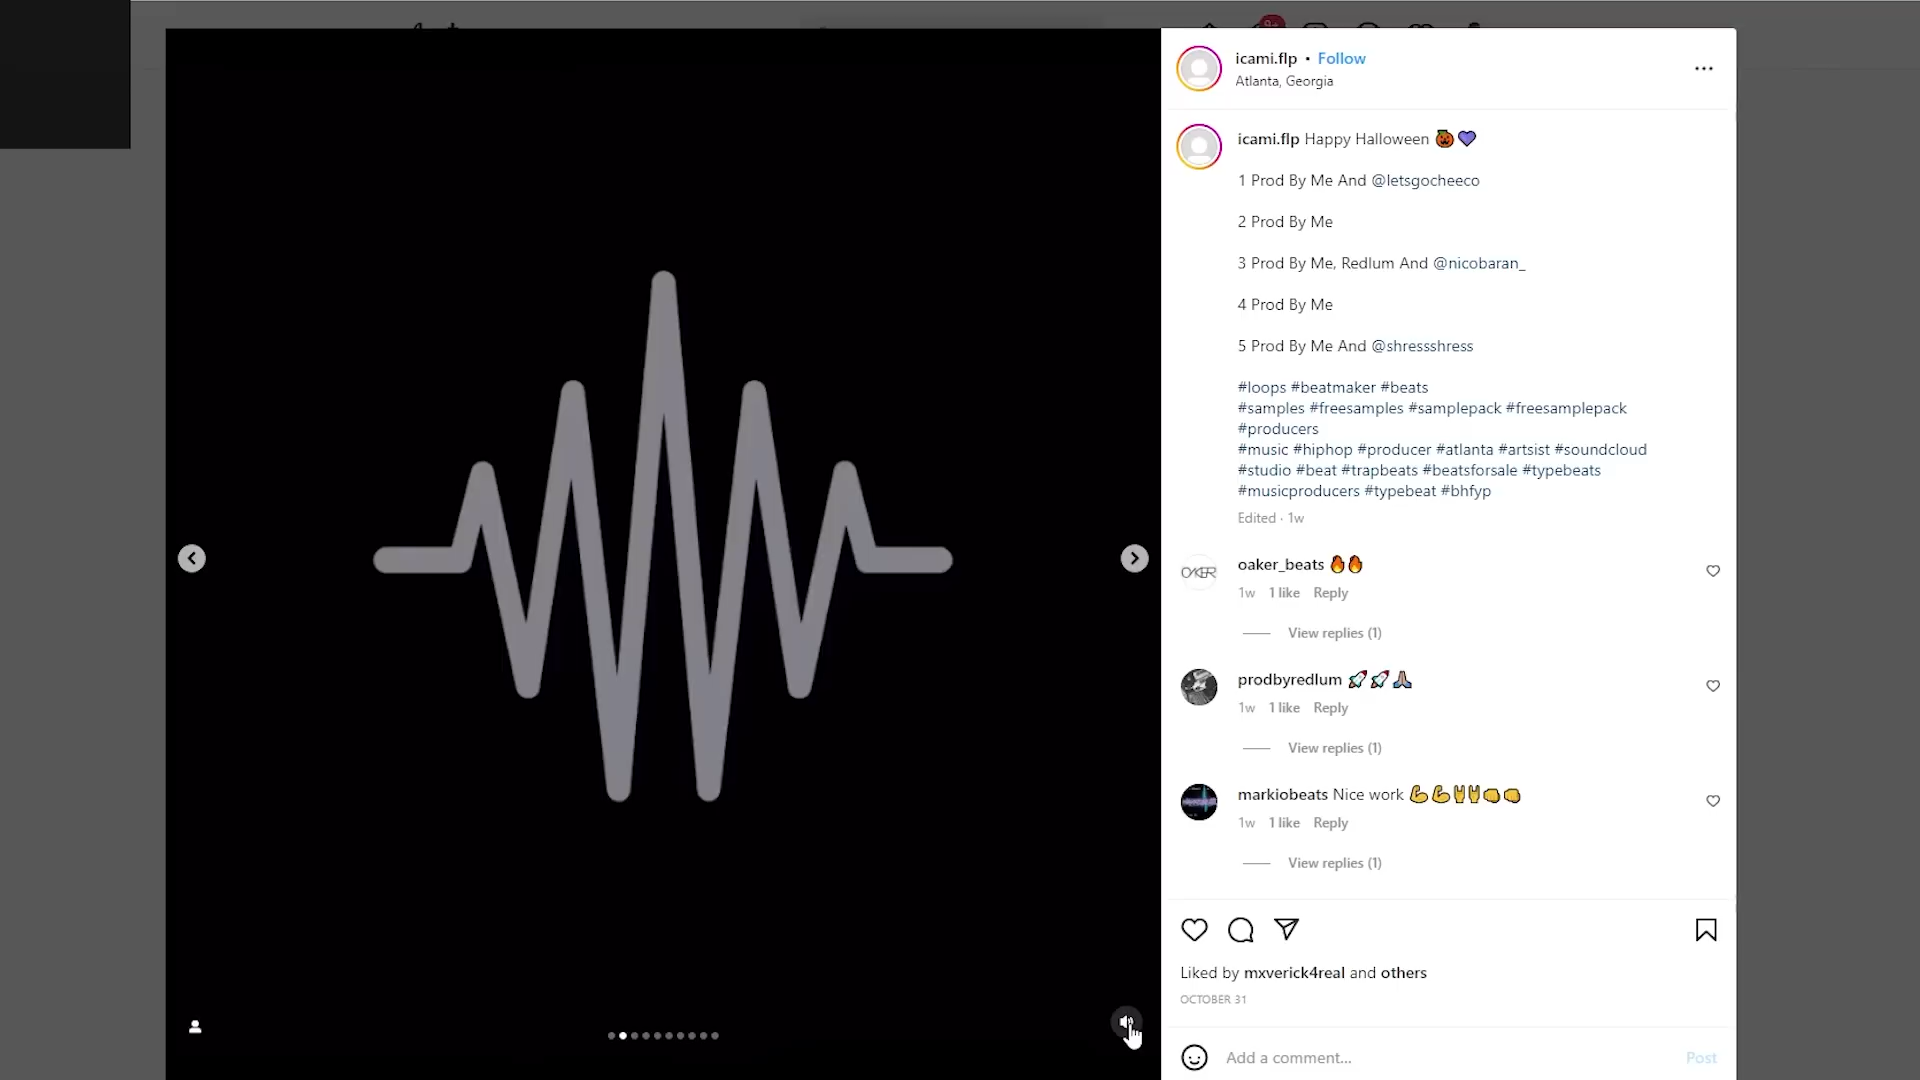 icami.flp • Follow
Atlanta, Georgia
icami.flp Happy Halloween 🎃💜
1 Prod By Me And @letsgocheeco
2 Prod By Me
3 Prod By Me, Redlum And @nicobaran_
4 Prod By Me
5 Prod By Me And @shressshress
#loops #beatmaker #beats
#samples #freesamples #samplepack #freesamplepack
#producers
#music #hiphop #producer #atlanta #artsist #soundcloud
#studio #beat #trapbeats #beatsforsale #typebeats
#musicproducers #typebeat #bhfyp
Edited · 1w
OAKER
oaker_beats 🔥🔥
1w 1 like Reply
View replies (1)
prodbyredlum 🚀🚀🙏🏽
1w 1 like Reply
View replies (1)
markiobeats Nice work 💪💪🤘🤘👊👊
1w 1 like Reply
View replies (1)
Liked by mxverick4real and others
OCTOBER 31
Add a comment... Post